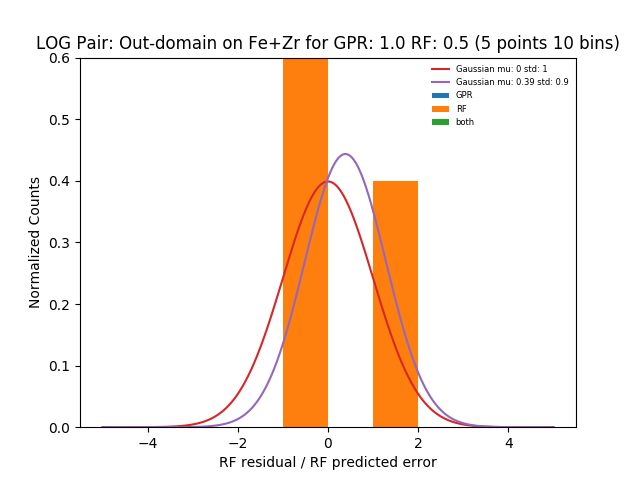 LOG Pair: Out-domain on Fe+Zr for GPR: 1.0 RF: 0.5 (5 points 10 bins)
Gaussian mu: 0 std: 1
Gaussian mu: 0.39 std: 0.9
GPR
RF
both
Normalized Counts
0.6
0.5
0.4
0.3
0.2
0.1
0.0
−4 −2 0 2 4
RF residual / RF predicted error